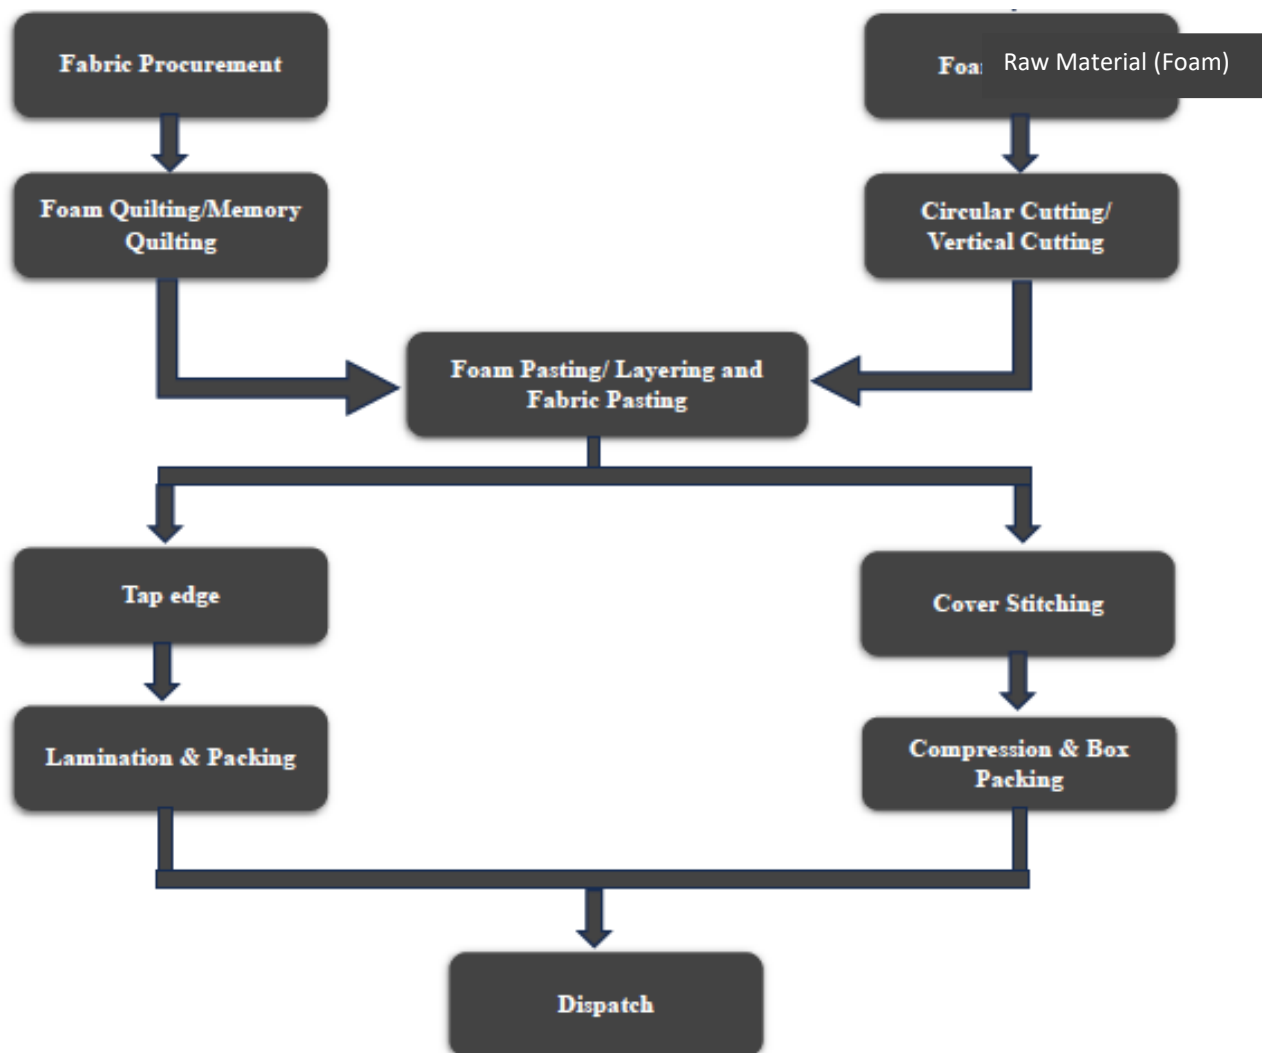 Fabric Procurement
Raw Material (Foam)
Foam Quilting/Memory
Quilting
Circular Cutting/
Vertical Cutting
Foam Pasting/ Layering and
Fabric Pasting
Tap edge
Cover Stitching
Lamination & Packing
Compression & Box
Packing
Dispatch